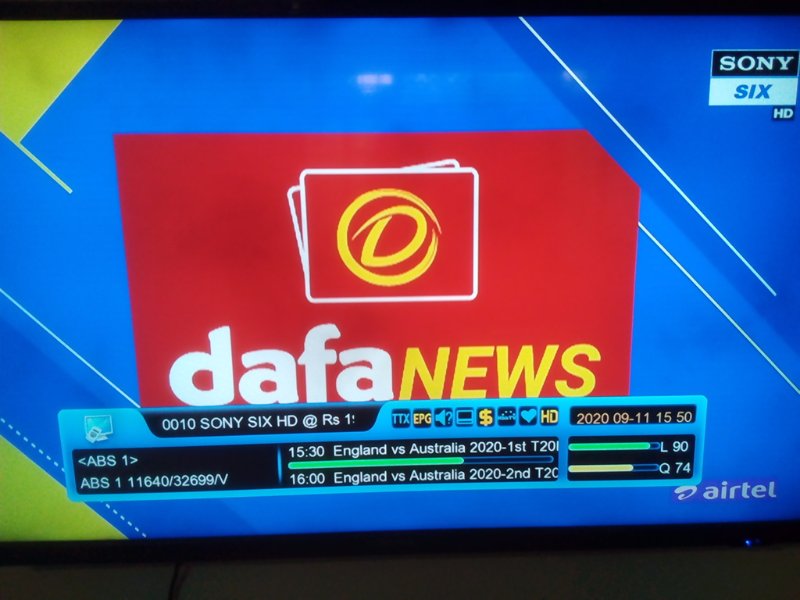 SONY
SIX
HD
dafaNEWS
0010 SONY SIX HD @ Rs
TTX EPG $ HD
2020 09-11 15 50
<ABS 1>
15:30 England vs Australia 2020-1st T20I
L 90
ABS 1 11640/32699/V
16:00 England vs Australia 2020-2nd T20
Q 74
airtel